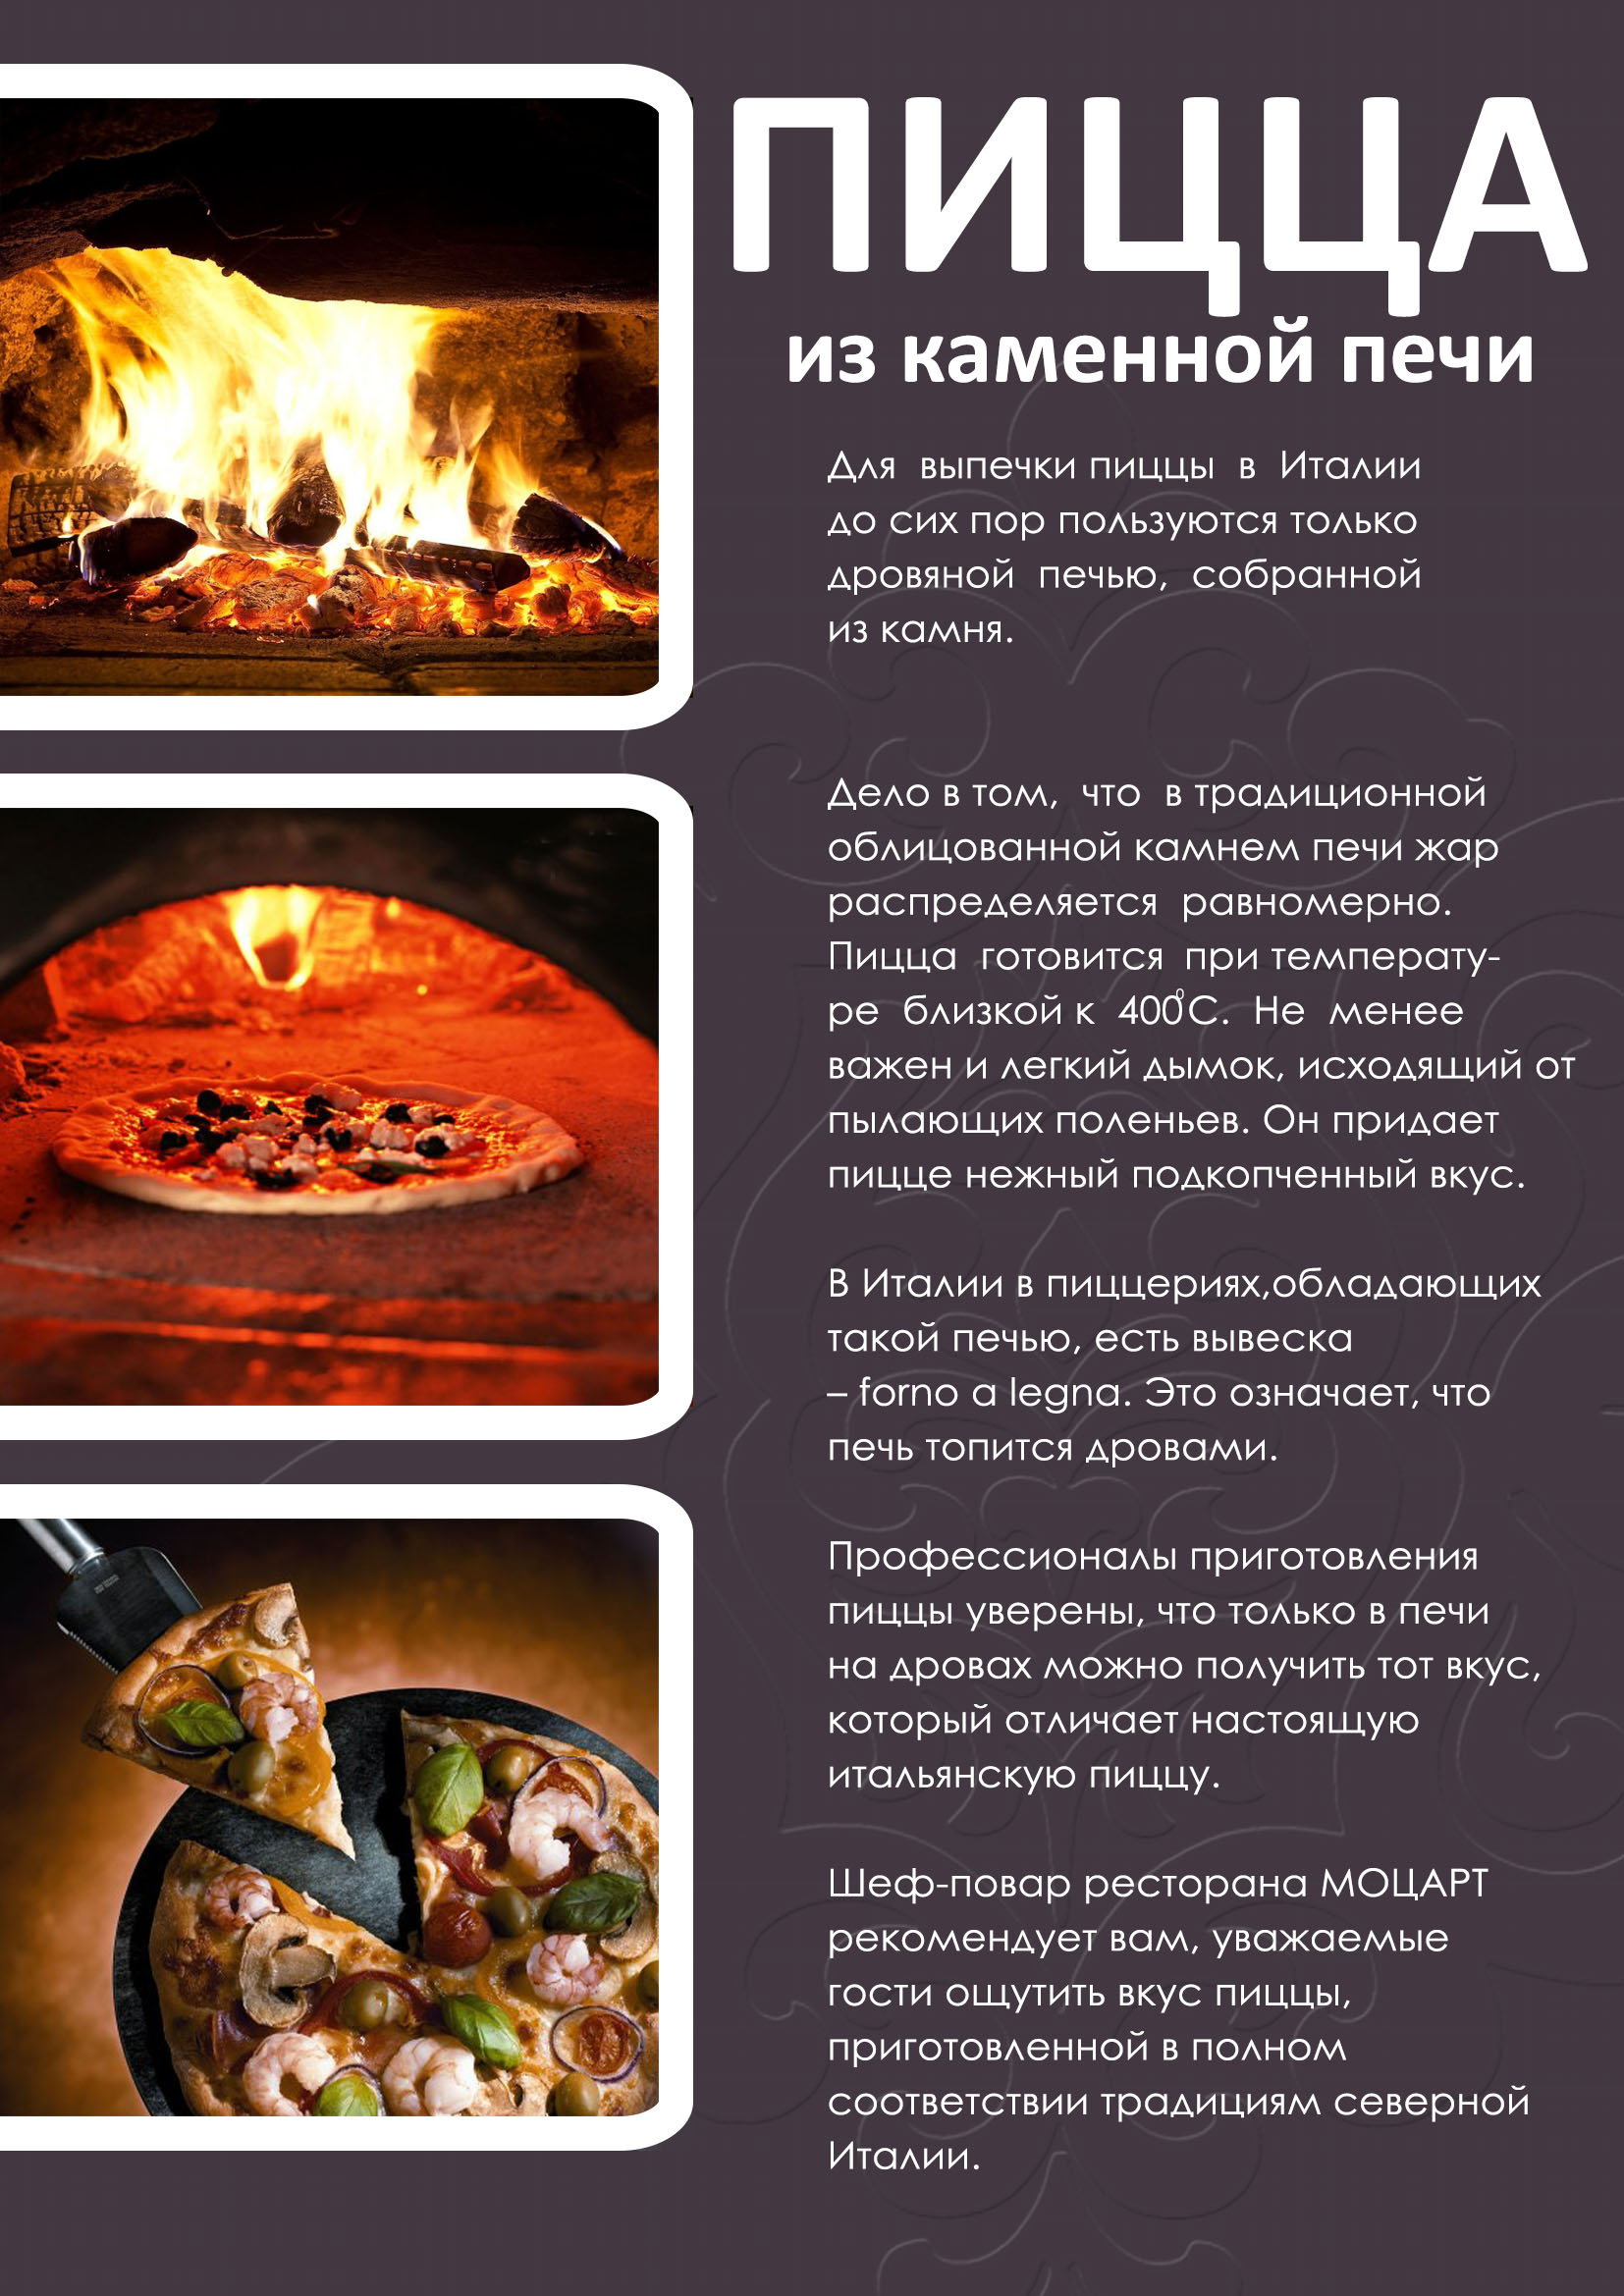 ПИЦЦА
из каменной печи
Для выпечки пиццы в Италии
до сих пор пользуются только
дровяной печью, собранной
из камня.
Дело в том, что в традиционной
облицованной камнем печи жар
распределяется равномерно.
Пицца готовится при температу-
ре близкой к 400⁰С. Не менее
важен и легкий дымок, исходящий от
пылающих поленьев. Он придает
пицце нежный подкопченный вкус.
В Италии в пиццериях,обладающих
такой печью, есть вывеска
– forno a legna. Это означает, что
печь топится дровами.
Профессионалы приготовления
пиццы уверены, что только в печи
на дровах можно получить тот вкус,
который отличает настоящую
итальянскую пиццу.
Шеф-повар ресторана МОЦАРТ
рекомендует вам, уважаемые
гости ощутить вкус пиццы,
приготовленной в полном
соответствии традициям северной
Италии.